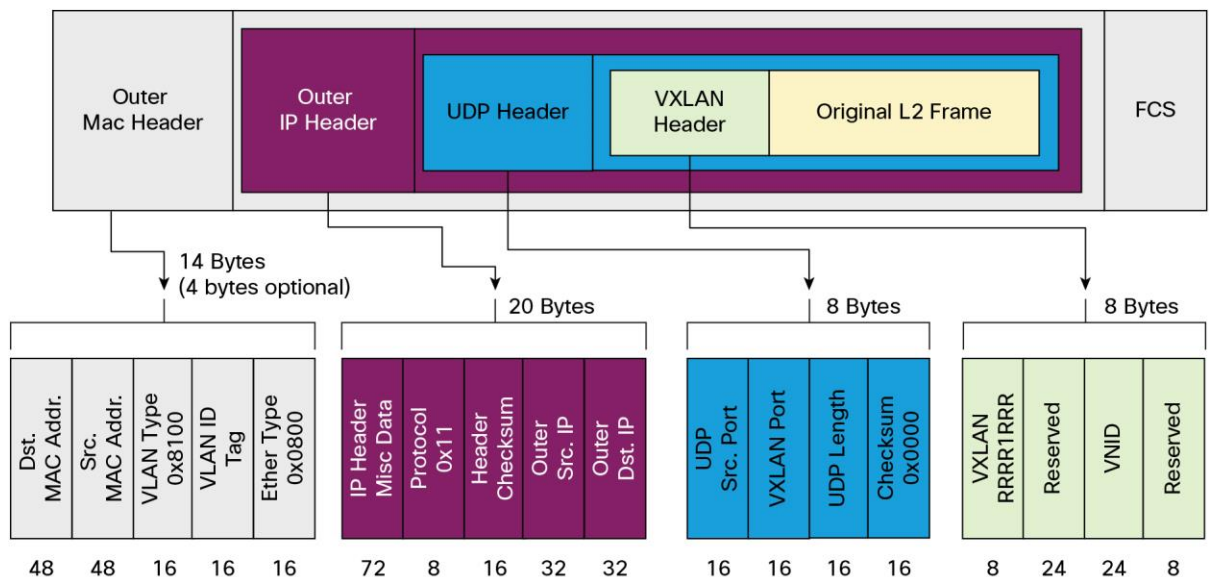 Outer
Mac Header
Outer
IP Header
UDP Header
VXLAN
Header
Original L2 Frame
FCS
14 Bytes
(4 bytes optional)
20 Bytes
8 Bytes
8 Bytes
Dst.
MAC Addr.
Src.
MAC Addr.
VLAN Type
0x8100
VLAN ID
Tag
Ether Type
0x0800
IP Header
Misc Data
Protocol
0x11
Header
Checksum
Outer
Src. IP
Outer
Dst. IP
UDP
Src. Port
VXLAN Port
UDP Length
Checksum
0x0000
VXLAN
RRRR1RRR
Reserved
VNID
Reserved
48 48 16 16 16 72 8 16 32 32 16 16 16 16 8 24 24 8